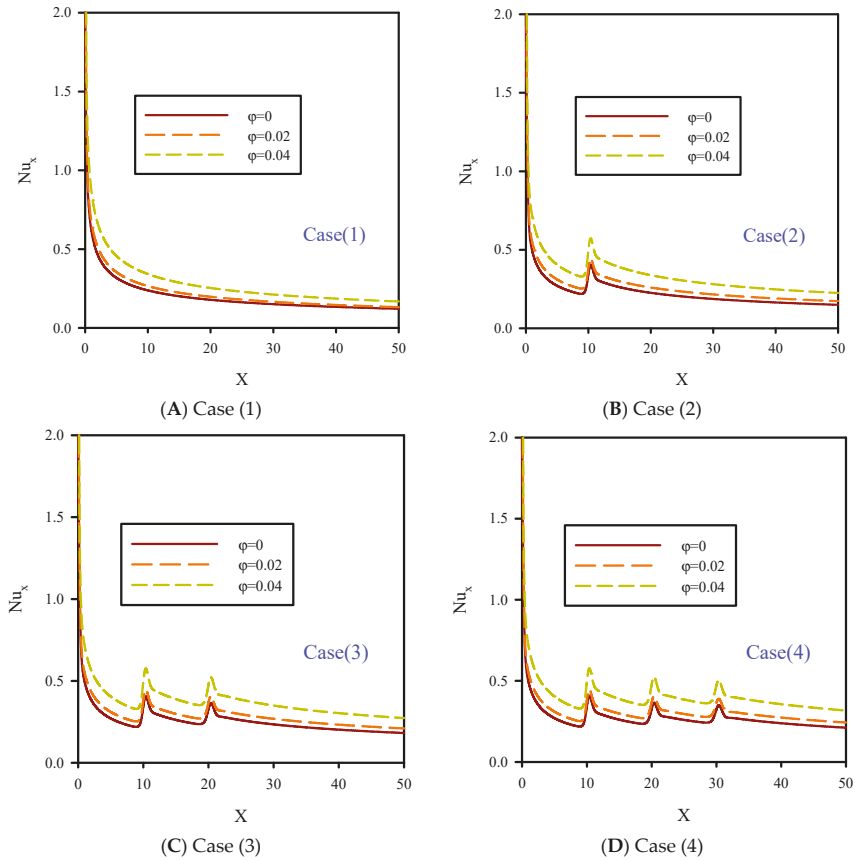 2.0
1.5
1.0
0.5
0.0
Nu_x
φ=0
φ=0.02
φ=0.04
Case(1)
0 10 20 30 40 50
X
(A) Case (1)
2.0
1.5
1.0
0.5
0.0
Nu_x
φ=0
φ=0.02
φ=0.04
Case(2)
0 10 20 30 40 50
X
(B) Case (2)
2.0
1.5
1.0
0.5
0.0
Nu_x
φ=0
φ=0.02
φ=0.04
Case(3)
0 10 20 30 40 50
X
(C) Case (3)
2.0
1.5
1.0
0.5
0.0
Nu_x
φ=0
φ=0.02
φ=0.04
Case(4)
0 10 20 30 40 50
X
(D) Case (4)